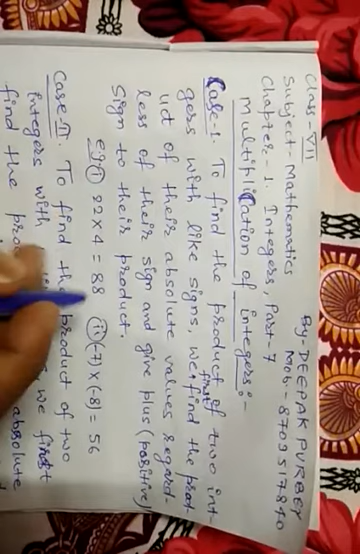 Class-VII By- DEEPAK PURBEY
Subject- Mathematics Mob- 8709517840
Chapter-1. Integers, Part-7
Multiplication of integers:-
Case-I. To find the product of two inte-
gers with like signs, we first find the prod-
uct of their absolute values regard-
less of their sign and give plus (positive)
sign to their product.
eg (i) 22 × 4 = 88 (ii) (-7) × (-8) = 56
Case-II. To find the product of two
integers with we first
find the absolute